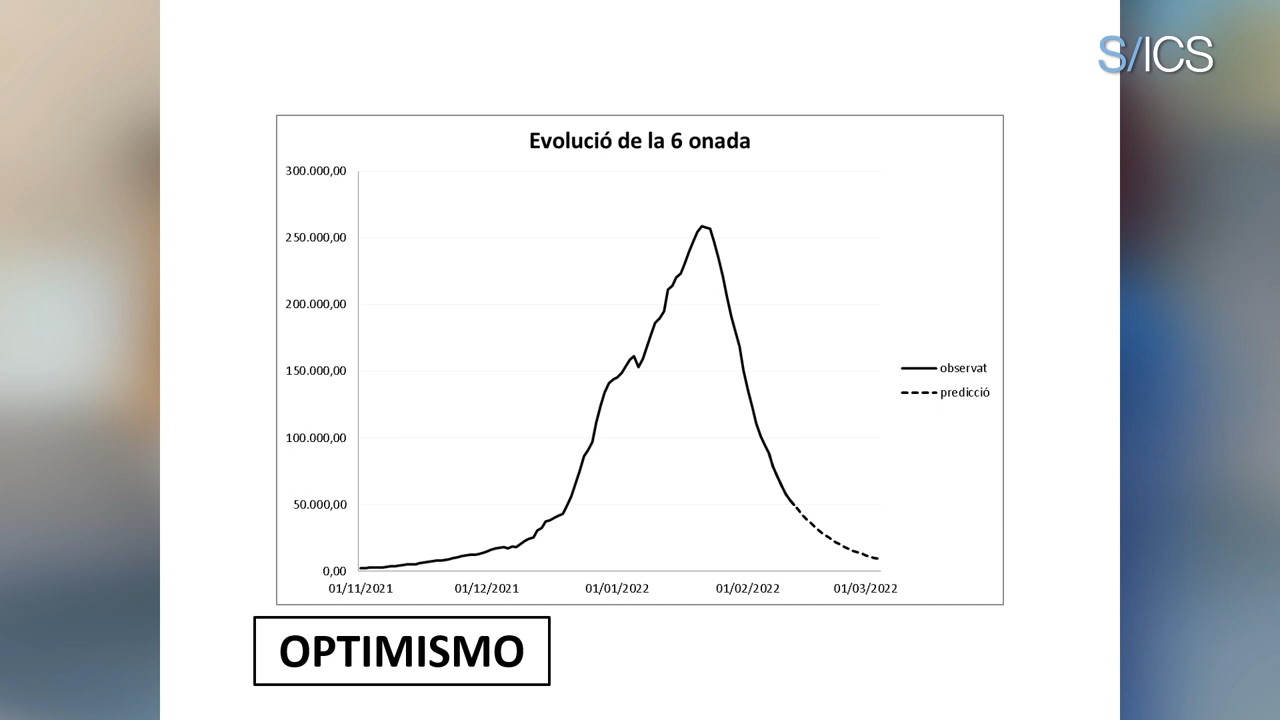 S/ICS
Evolució de la 6 onada
300.000,00
250.000,00
200.000,00
150.000,00
100.000,00
50.000,00
0,00
01/11/2021 01/12/2021 01/01/2022 01/02/2022 01/03/2022
observat
predicció
OPTIMISMO